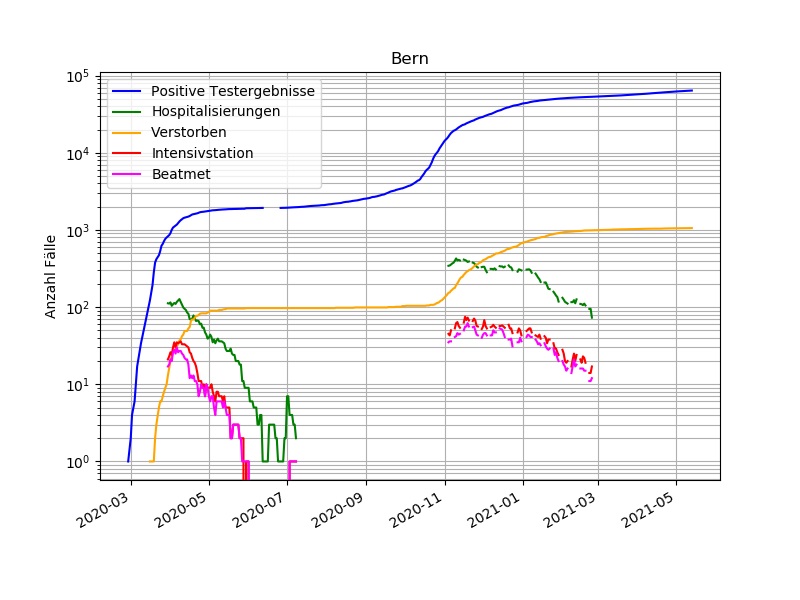 Bern
Anzahl Fälle
10^5
10^4
10^3
10^2
10^1
10^0
Positive Testergebnisse
Hospitalisierungen
Verstorben
Intensivstation
Beatmet
2020-03
2020-05
2020-07
2020-09
2020-11
2021-01
2021-03
2021-05